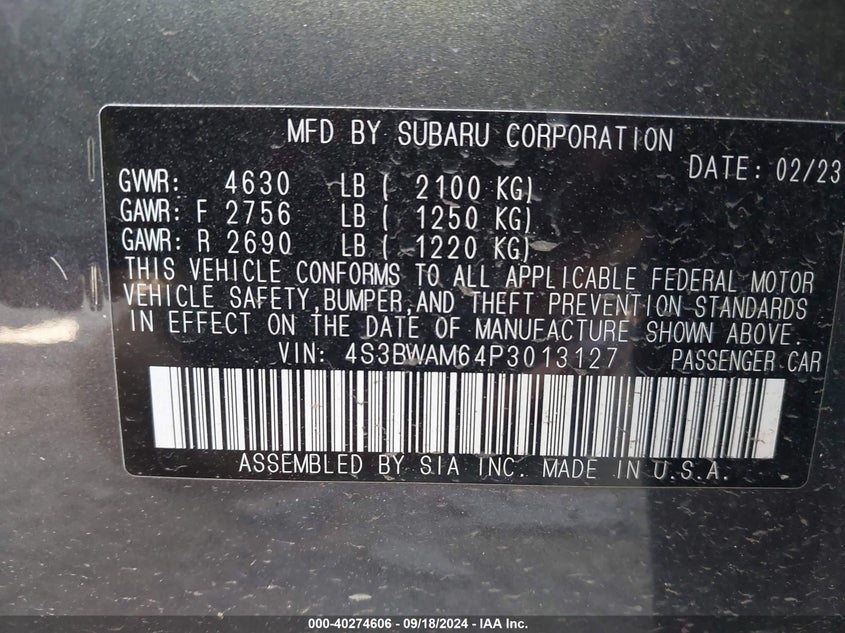 MFD BY SUBARU CORPORATION
DATE: 02/23
GVWR: 4630 LB ( 2100 KG)
GAWR: F 2756 LB ( 1250 KG)
GAWR: R 2690 LB ( 1220 KG)
THIS VEHICLE CONFORMS TO ALL APPLICABLE FEDERAL MOTOR
VEHICLE SAFETY,BUMPER,AND THEFT PREVENTION STANDARDS
IN EFFECT ON THE DATE OF MANUFACTURE SHOWN ABOVE.
VIN: 4S3BWAM64P3013127 PASSENGER CAR
ASSEMBLED BY SIA INC. MADE IN U.S.A.
000-40274606 - 09/18/2024 - IAA Inc.